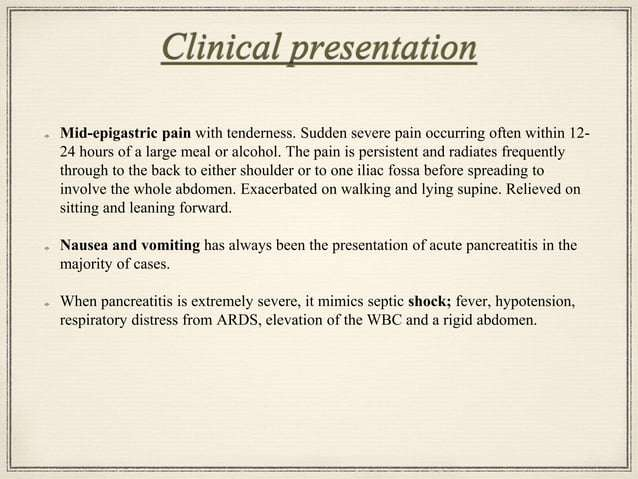 Clinical presentation
Mid-epigastric pain with tenderness. Sudden severe pain occurring often within 12-
24 hours of a large meal or alcohol. The pain is persistent and radiates frequently
through to the back to either shoulder or to one iliac fossa before spreading to
involve the whole abdomen. Exacerbated on walking and lying supine. Relieved on
sitting and leaning forward.
Nausea and vomiting has always been the presentation of acute pancreatitis in the
majority of cases.
When pancreatitis is extremely severe, it mimics septic shock; fever, hypotension,
respiratory distress from ARDS, elevation of the WBC and a rigid abdomen.